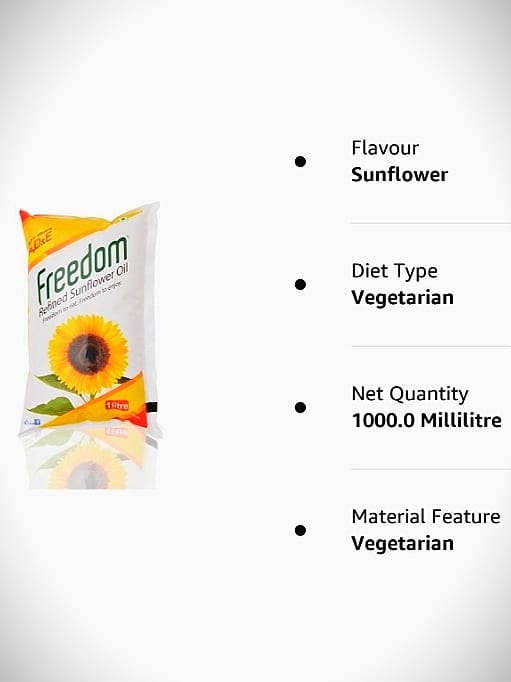 A,D&E
Freedom
Refined Sunflower Oil
Freedom to eat. Freedom to enjoy.
1 litre
Flavour
Sunflower
Diet Type
Vegetarian
Net Quantity
1000.0 Millilitre
Material Feature
Vegetarian